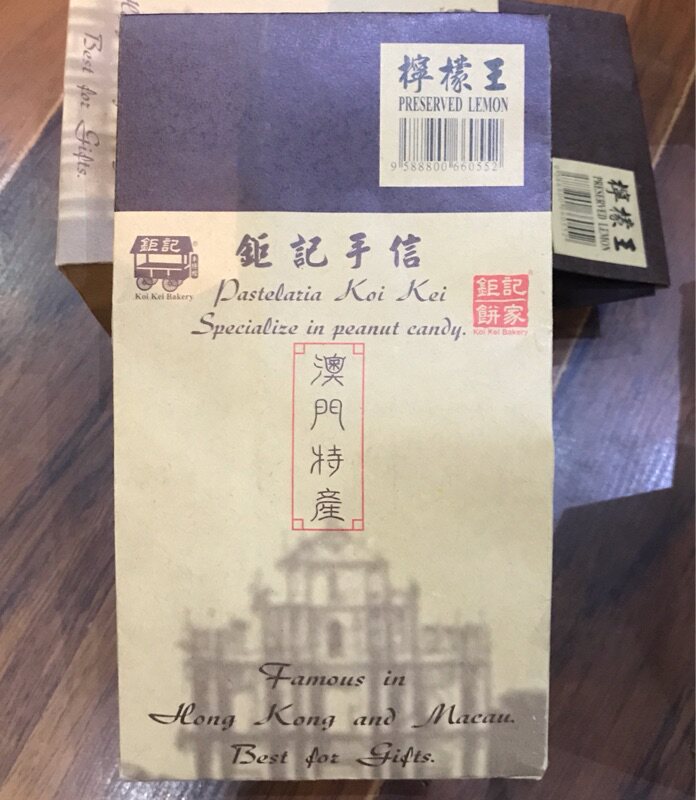 檸檬王
PRESERVED LEMON
9 588800 660552
鉅記
手信
Koi Kei Bakery
鉅記手信
Pastelaria Koi Kei
Specialize in peanut candy.
鉅記
餅家
Koi Kei Bakery
澳門特產
Famous in
Hong Kong and Macau.
Best for Gifts.
Best for Gifts.
檸檬王
PRESERVED LEMON